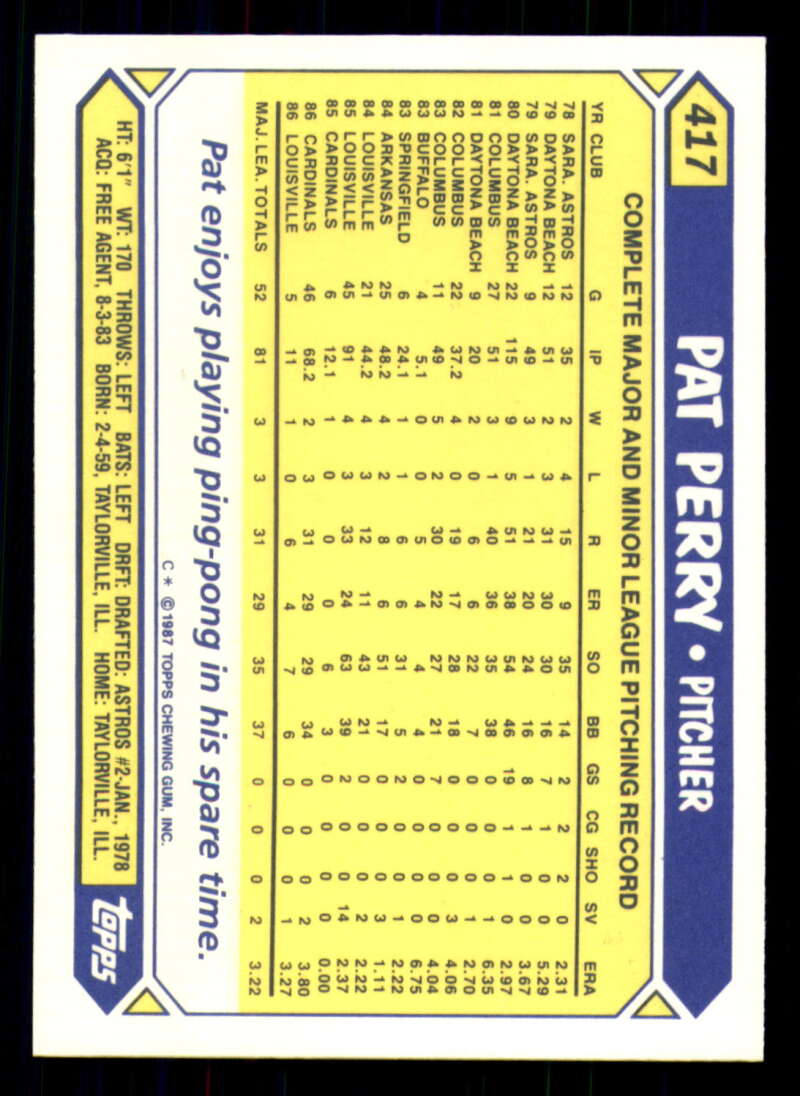 417 PAT PERRY • PITCHER
COMPLETE MAJOR AND MINOR LEAGUE PITCHING RECORD
YR CLUB G IP W L R ER SO BB GS CG SHO SV ERA
78 SARA. ASTROS 12 35 2 4 15 9 35 14 2 2 2 0 2.31
79 DAYTONA BEACH 12 51 2 3 31 30 30 16 7 1 0 0 5.29
79 SARA. ASTROS 9 49 3 1 21 20 24 16 8 1 0 0 3.67
80 DAYTONA BEACH 22 115 9 5 51 38 54 46 19 1 1 0 2.97
81 COLUMBUS 27 51 3 1 40 36 35 38 0 0 0 1 6.35
81 DAYTONA BEACH 9 20 2 0 6 6 22 7 0 0 0 1 2.70
82 COLUMBUS 22 37.2 4 0 19 17 28 18 0 0 0 3 4.06
83 COLUMBUS 11 49 5 2 30 22 27 21 7 0 0 0 4.04
83 BUFFALO 4 5.1 0 0 5 4 4 4 0 0 0 0 6.75
83 SPRINGFIELD 6 24.1 1 1 6 6 31 5 2 0 0 1 2.22
84 ARKANSAS 25 48.2 4 2 8 6 51 17 0 0 0 3 1.11
84 LOUISVILLE 21 44.2 4 3 12 11 43 21 0 0 0 2 2.22
85 LOUISVILLE 45 91 4 3 33 24 63 39 2 0 0 14 2.37
85 CARDINALS 6 12.1 1 0 0 0 6 3 0 0 0 0 0.00
86 CARDINALS 46 68.2 2 3 31 29 29 34 0 0 0 2 3.80
86 LOUISVILLE 5 11 1 0 6 4 7 6 0 0 0 1 3.27
MAJ. LEA. TOTALS 52 81 3 3 31 29 35 37 0 0 0 2 3.22
Pat enjoys playing ping-pong in his spare time.
C * © 1987 TOPPS CHEWING GUM, INC.
HT: 6'1" WT: 170 THROWS: LEFT BATS: LEFT DRFT: DRAFTED: ASTROS #2-JAN., 1978
ACQ: FREE AGENT, 8-3-83 BORN: 2-4-59, TAYLORVILLE, ILL. HOME: TAYLORVILLE, ILL.
topps